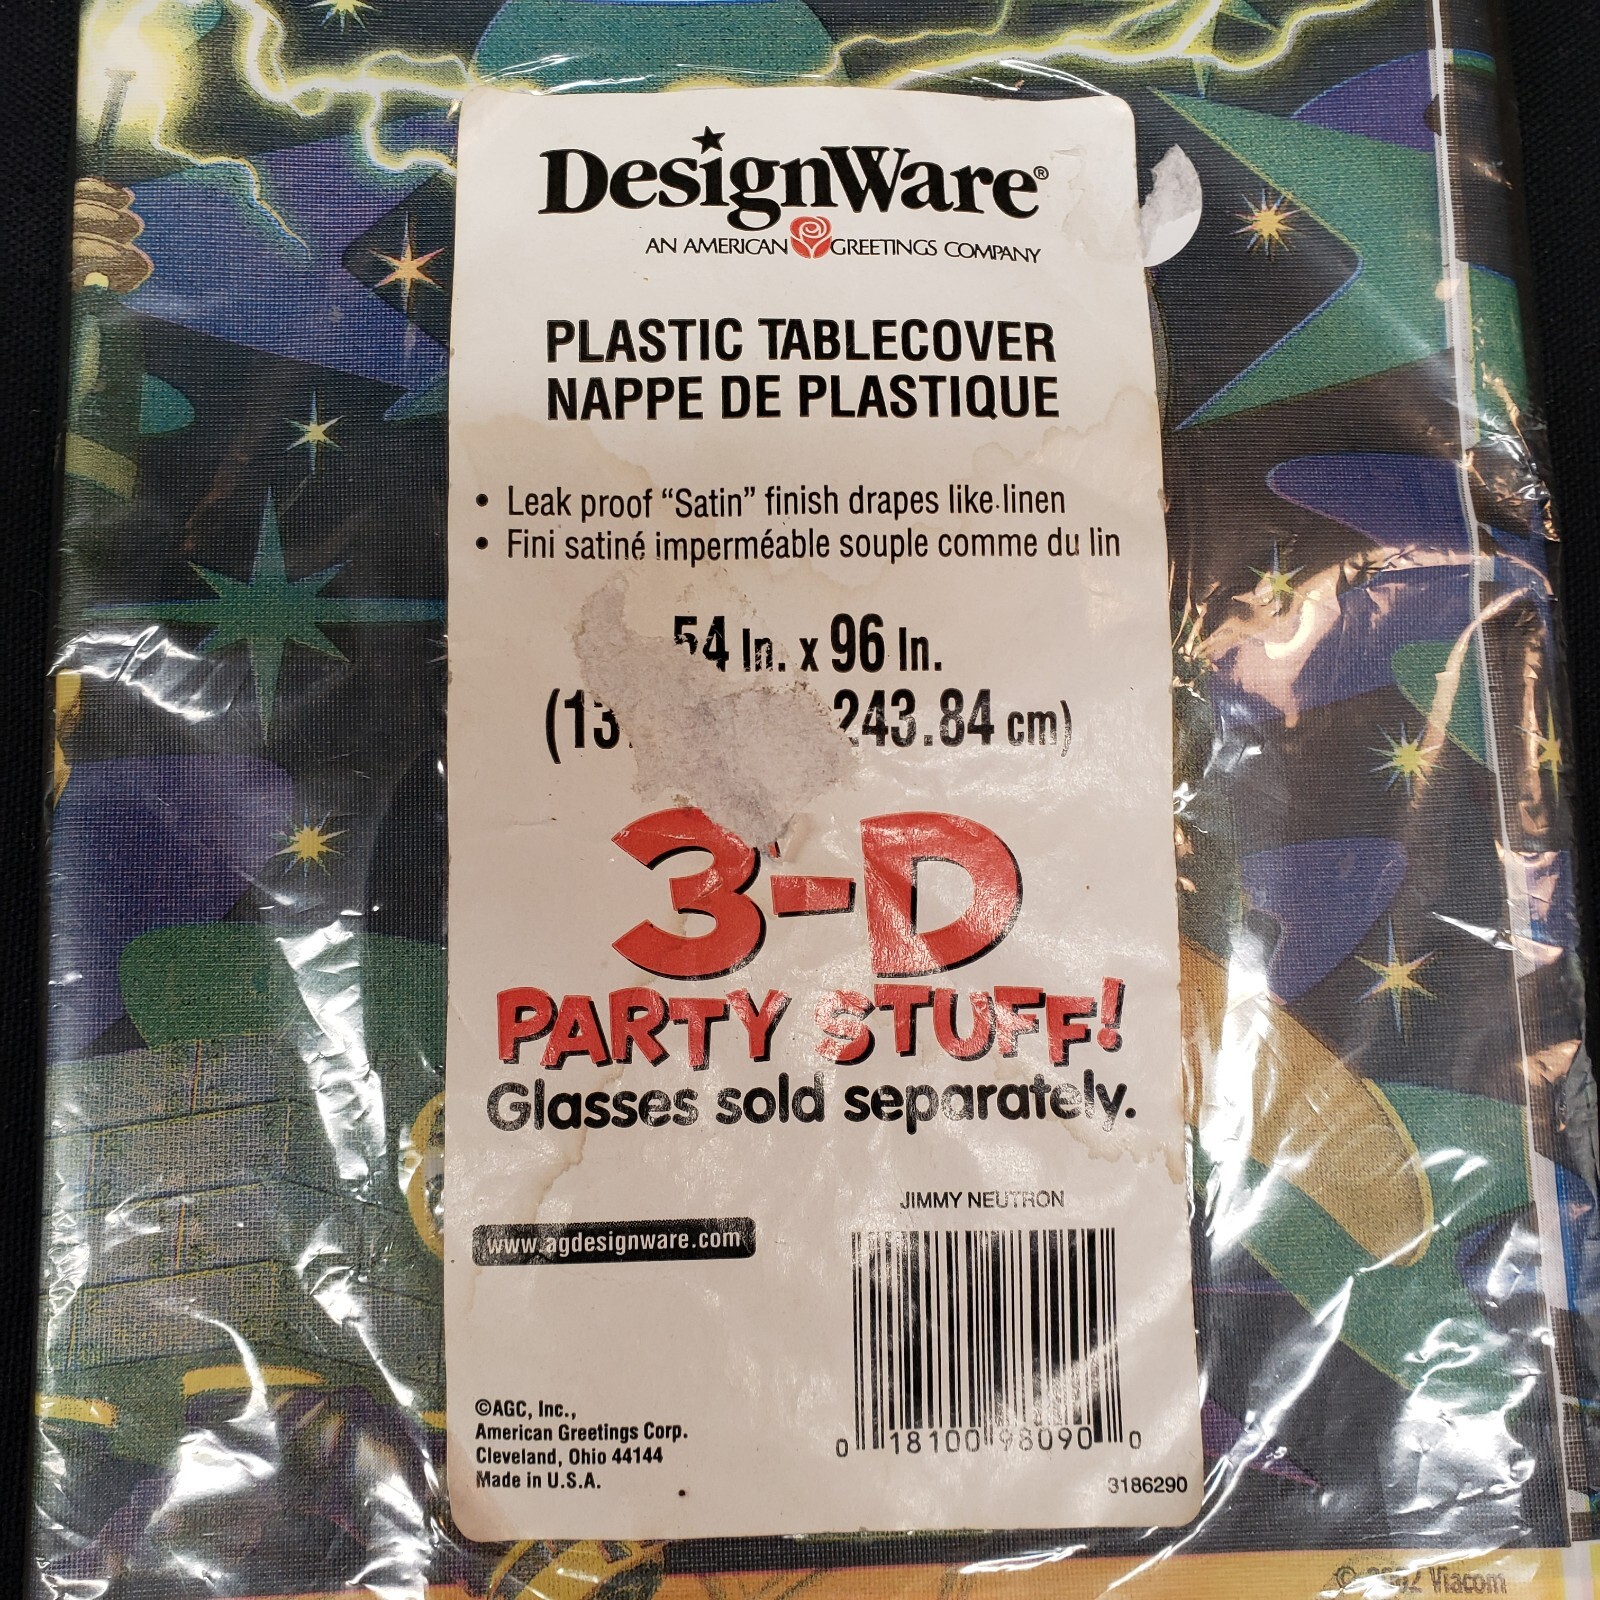 DesignWare®
AN AMERICAN GREETINGS COMPANY
PLASTIC TABLECOVER
NAPPE DE PLASTIQUE
• Leak proof “Satin” finish drapes like linen
• Fini satiné imperméable souple comme du lin
54 In. x 96 In.
(13 243.84 cm)
3-D
PARTY STUFF!
Glasses sold separately.
JIMMY NEUTRON
www.agdesignware.com
©AGC, Inc.,
American Greetings Corp.
Cleveland, Ohio 44144
Made in U.S.A.
0 18100 98090 0
3186290
© Viacom